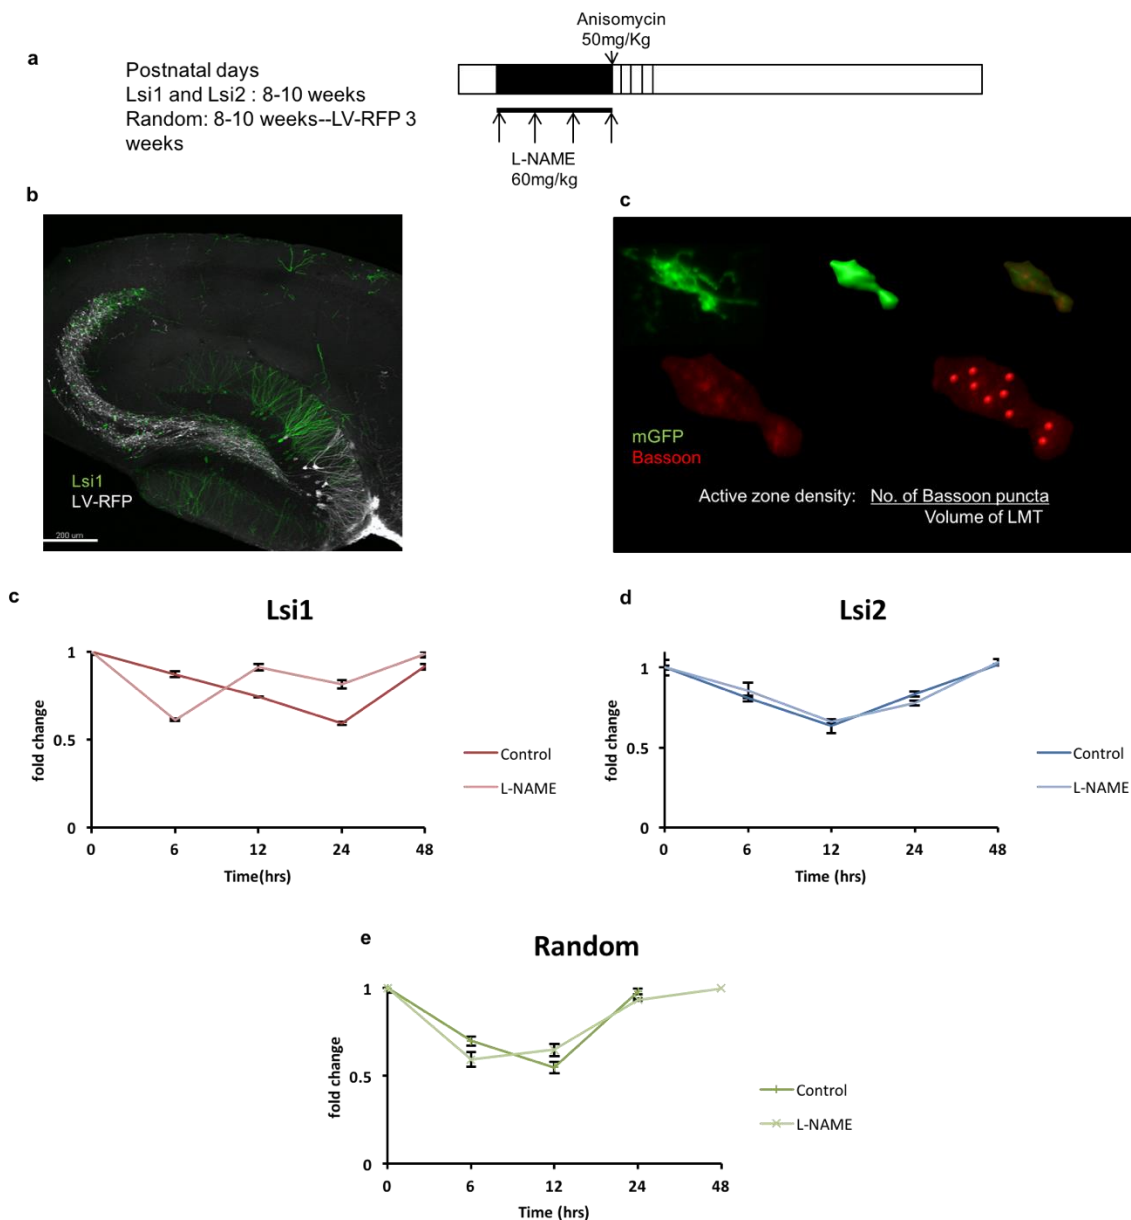 a
Postnatal days
Lsi1 and Lsi2 : 8-10 weeks
Random: 8-10 weeks--LV-RFP 3
weeks
Anisomycin
50mg/Kg
L-NAME
60mg/kg
b
Lsi1
LV-RFP
200 um
c
mGFP
Bassoon
Active zone density: No. of Bassoon puncta
Volume of LMT
c
Lsi1
fold change
1
0.5
0
0 6 12 24 48
Time(hrs)
Control
L-NAME
d
Lsi2
fold change
1
0.5
0
0 6 12 24 48
Time (hrs)
Control
L-NAME
e
Random
fold change
1
0.5
0
0 6 12 24 48
Time (hrs)
Control
L-NAME